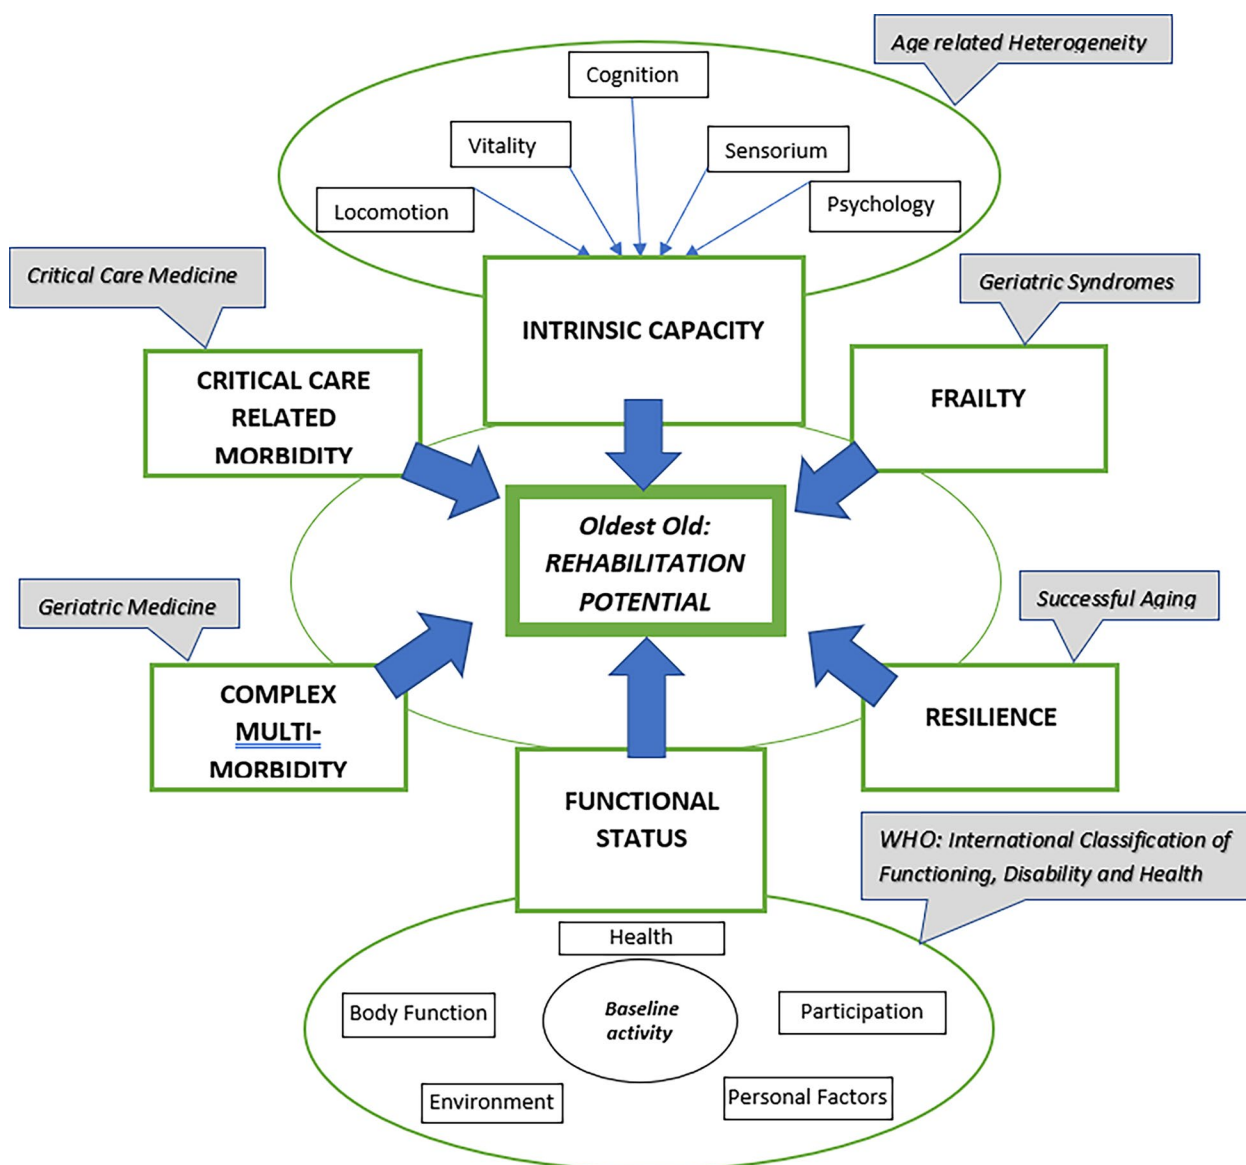 Age related Heterogeneity
Cognition
Vitality
Sensorium
Locomotion
Psychology
Critical Care Medicine
Geriatric Syndromes
INTRINSIC CAPACITY
CRITICAL CARE
RELATED
MORBIDITY
FRAILTY
Oldest Old:
REHABILITATION
POTENTIAL
Geriatric Medicine
Successful Aging
COMPLEX
MULTI-
MORBIDITY
RESILIENCE
FUNCTIONAL
STATUS
WHO: International Classification of
Functioning, Disability and Health
Health
Body Function
Baseline
activity
Participation
Environment
Personal Factors